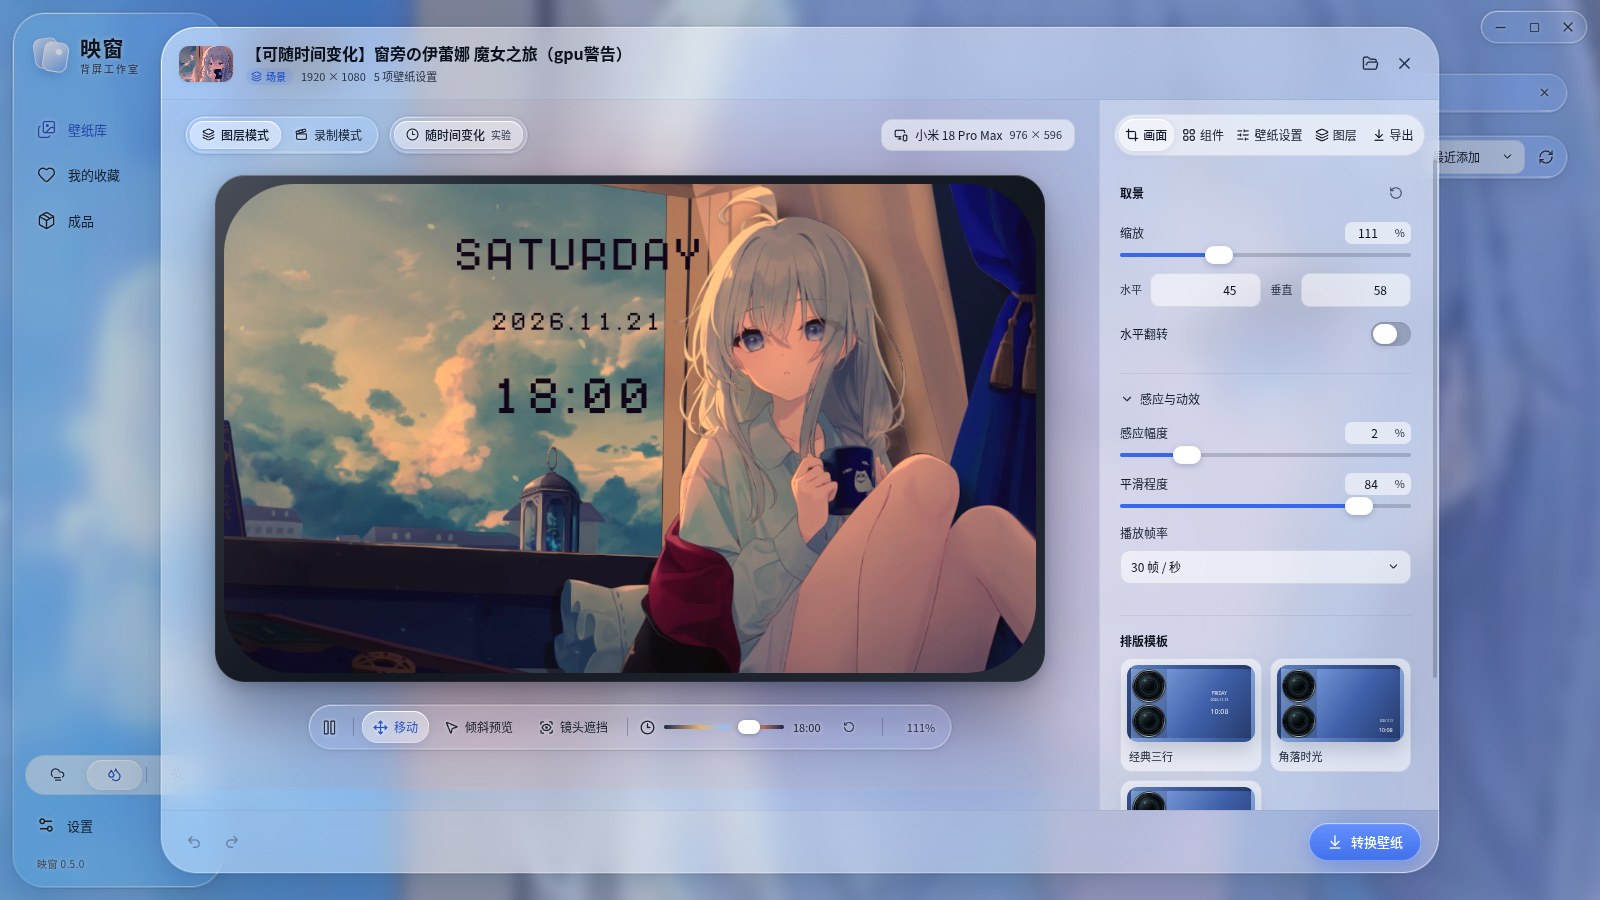 映窗
背屏工作室
壁纸库
我的收藏
成品
设置
映窗 0.5.0
【可随时间变化】窗旁の伊蕾娜 魔女之旅（gpu警告）
场景 1920 × 1080 5 项壁纸设置
图层模式 录制模式 随时间变化 实验
小米 18 Pro Max 976 × 596
SATURDAY
2026.11.21
18:00
移动 倾斜预览 镜头遮挡 18:00 111%
画面 组件 壁纸设置 图层 导出
取景
缩放 111 %
水平 45 垂直 58
水平翻转
感应与动效
感应幅度 2 %
平滑程度 84 %
播放帧率
30 帧 / 秒
排版模板
FRIDAY
10:08
10:08
经典三行 角落时光
转换壁纸
最近添加